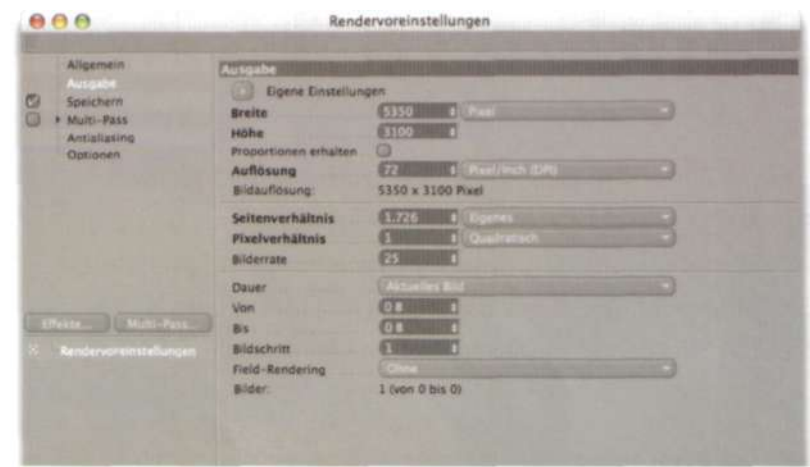 Rendervoreinstellungen
Allgemein
Ausgabe
Speichern
Multi-Pass
Antialiasing
Optionen
Effekte... Multi-Pass...
Rendervoreinstellungen
Ausgabe
Eigene Einstellungen
Breite 5350 Pixel
Höhe 3100
Proportionen erhalten
Auflösung 72 Pixel/Inch (DPI)
Bildauflösung: 5350 x 3100 Pixel
Seitenverhältnis 1.726 Eigenes
Pixelverhältnis 1 Quadratisch
Bilderrate 25
Dauer Aktuelles Bild
Von 0 B
Bis 0 B
Bildschritt 1
Field-Rendering Ohne
Bilder: 1 (von 0 bis 0)